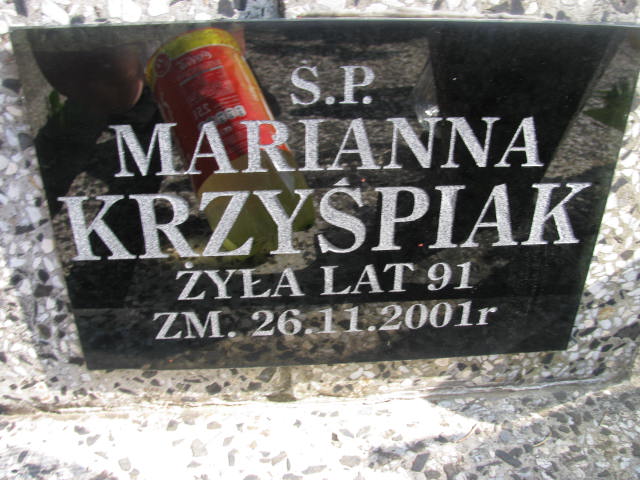 Ś.P.
MARIANNA
KRZYŚPIAK
ŻYŁA LAT 91
ZM. 26.11.2001r